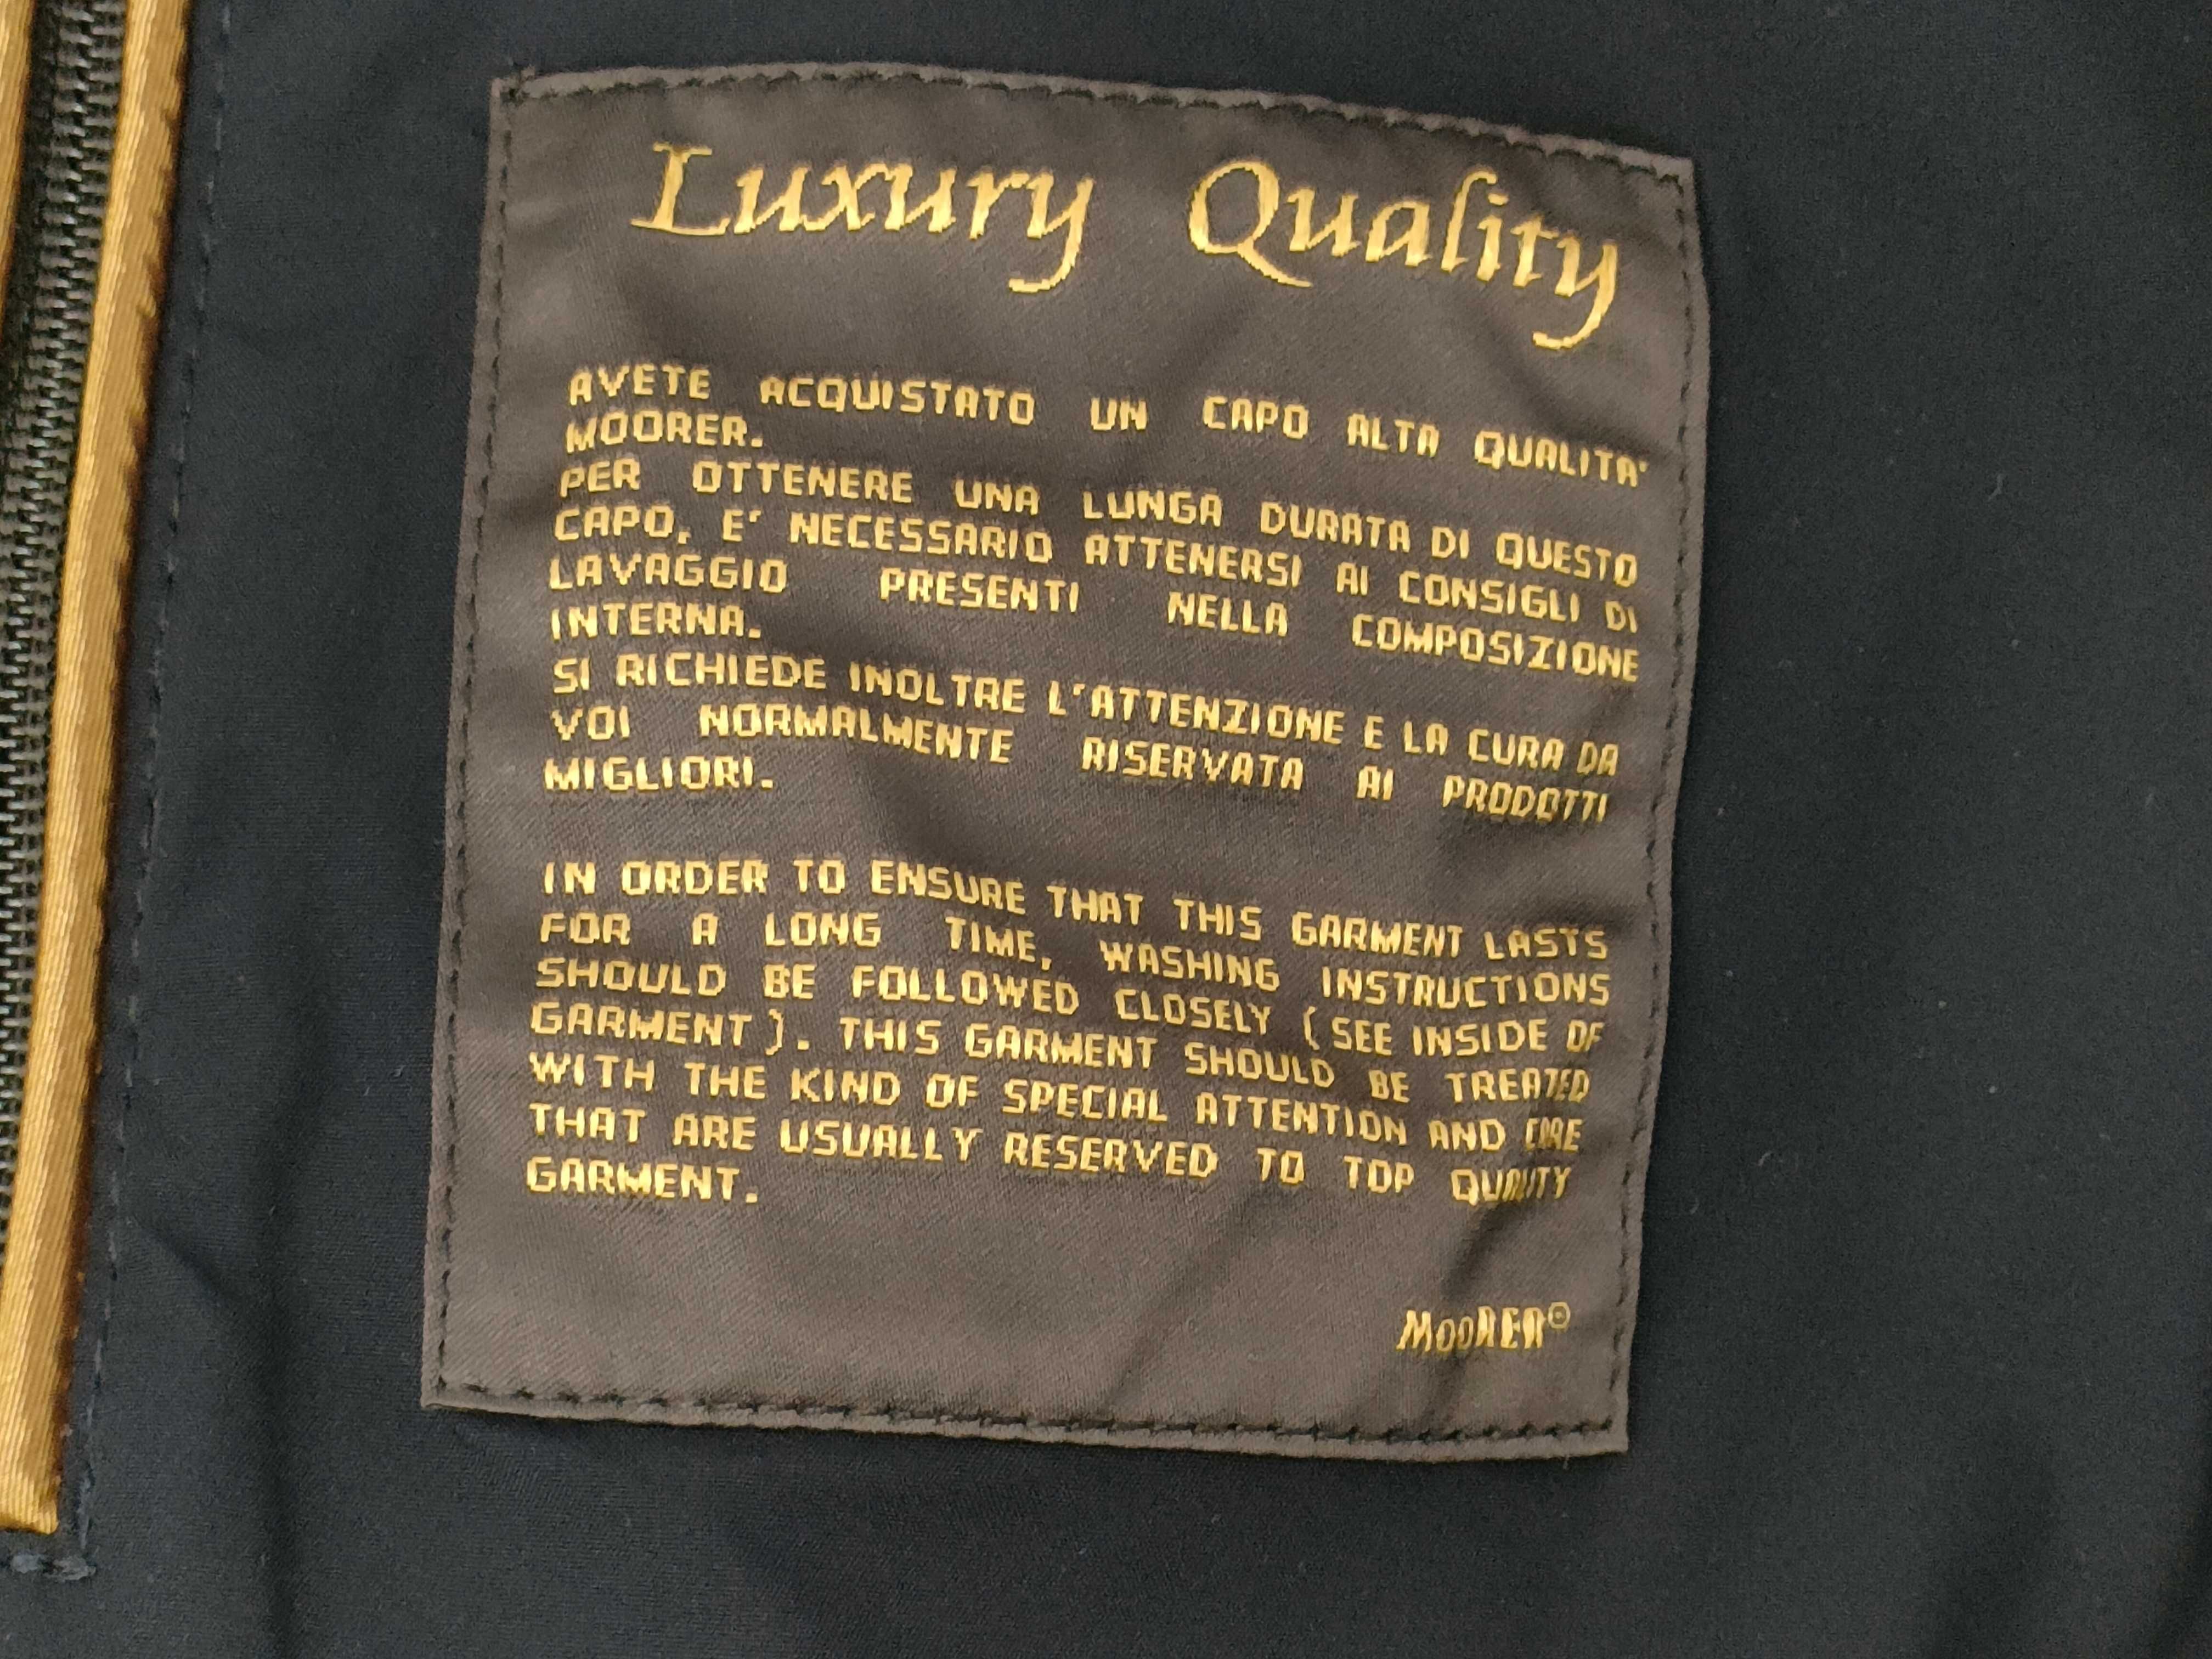 Luxury Quality
AVETE ACQUISTATO UN CAPO ALTA QUALITA'
MOORER.
PER OTTENERE UNA LUNGA DURATA DI QUESTO
CAPO, E' NECESSARIO ATTENERSI AI CONSIGLI DI
LAVAGGIO PRESENTI NELLA COMPOSIZIONE
INTERNA.
SI RICHIEDE INOLTRE L'ATTENZIONE E LA CURA DA
VOI NORMALMENTE RISERVATA AI PRODOTTI
MIGLIORI.
IN ORDER TO ENSURE THAT THIS GARMENT LASTS
FOR A LONG TIME, WASHING INSTRUCTIONS
SHOULD BE FOLLOWED CLOSELY (SEE INSIDE OF
GARMENT). THIS GARMENT SHOULD BE TREATED
WITH THE KIND OF SPECIAL ATTENTION AND CARE
THAT ARE USUALLY RESERVED TO TOP QUALITY
GARMENT.
MOORER®